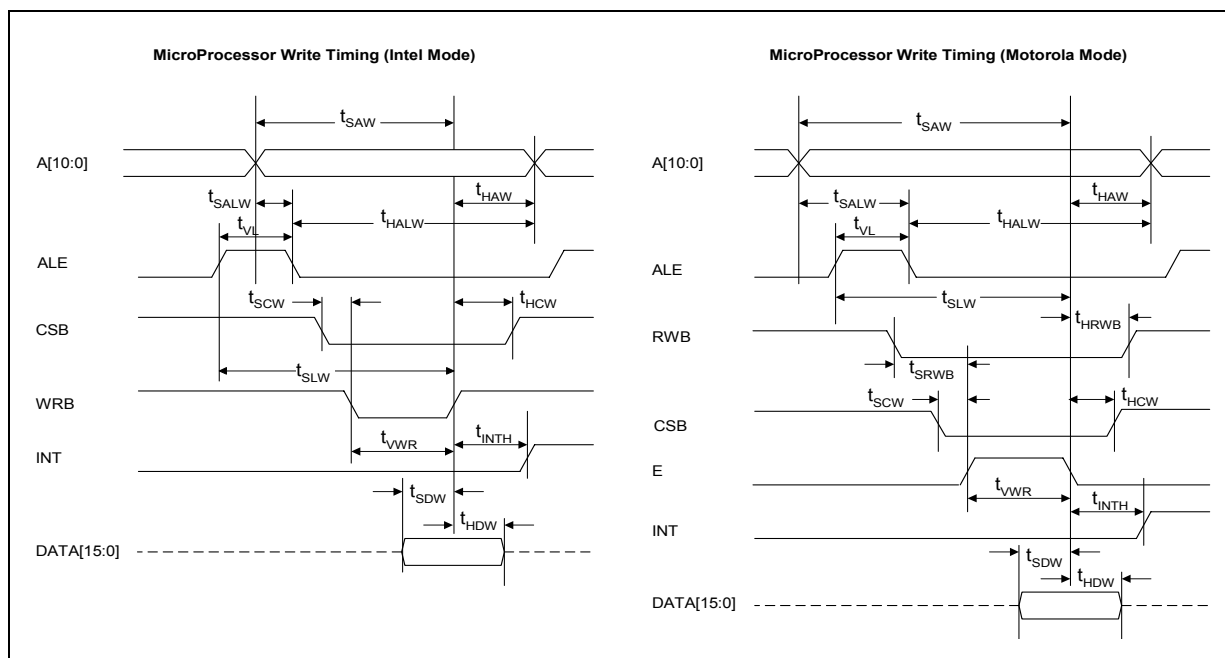 MicroProcessor Write Timing (Intel Mode)
tSAW
A[10:0]
tSALW
tHAW
tHALW
tVL
ALE
tSCW
tHCW
CSB
tSLW
WRB
tVWR
tINTH
INT
tSDW
tHDW
DATA[15:0]
MicroProcessor Write Timing (Motorola Mode)
tSAW
A[10:0]
tSALW
tHAW
tHALW
tVL
ALE
tSLW
tHRWB
RWB
tSRWB
tSCW
tHCW
CSB
E
tVWR
tINTH
INT
tSDW
tHDW
DATA[15:0]